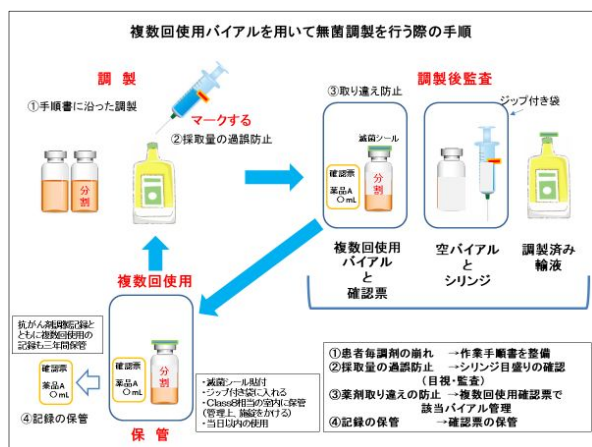 複数回使用バイアルを用いて無菌調製を行う際の手順
調 製
①手順書に沿った調製
マークする
②採取量の過誤防止
分割
調製後監査
③取り違え防止
ジップ付き袋
滅菌シール
確認票
薬品A
○mL
分割
複数回使用
バイアル
と
確認票
空バイアル
と
シリンジ
調製済み
輸液
複数回使用
抗がん剤調製記録と
ともに複数回使用の
記録も三年間保管
確認票
薬品A
○mL
④記録の保管
確認票
薬品A
○mL
分割
保 管
・滅菌シール貼付
・ジップ付き袋に入れる
・Class8相当の室内に保管
(管理上、施錠をかける)
・当日以内の使用
①患者毎調剤の崩れ →作業手順書を整備
②採取量の過誤防止 →シリンジ目盛りの確認
(目視・監査)
③薬剤取り違えの防止 →複数回使用確認票で
該当バイアル管理
④記録の保管 →確認票の保管